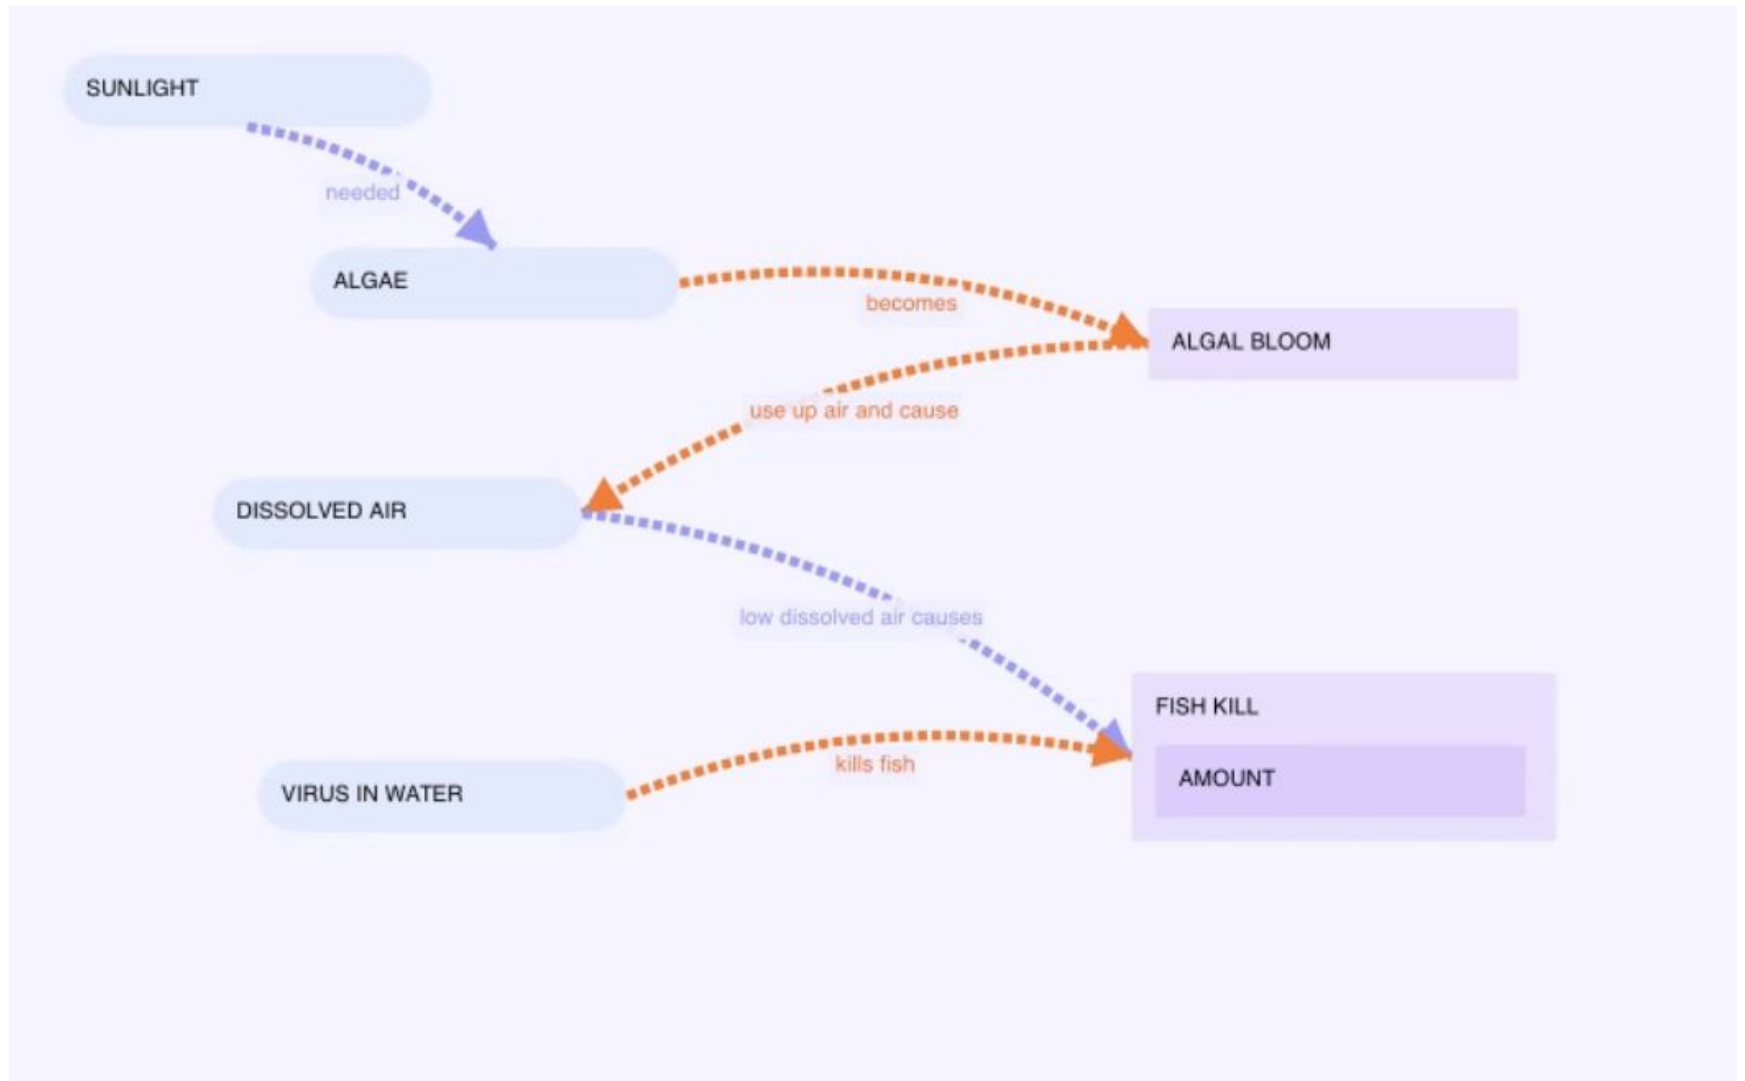 SUNLIGHT
needed
ALGAE
becomes
ALGAL BLOOM
use up air and cause
DISSOLVED AIR
low dissolved air causes
FISH KILL
kills fish
AMOUNT
VIRUS IN WATER